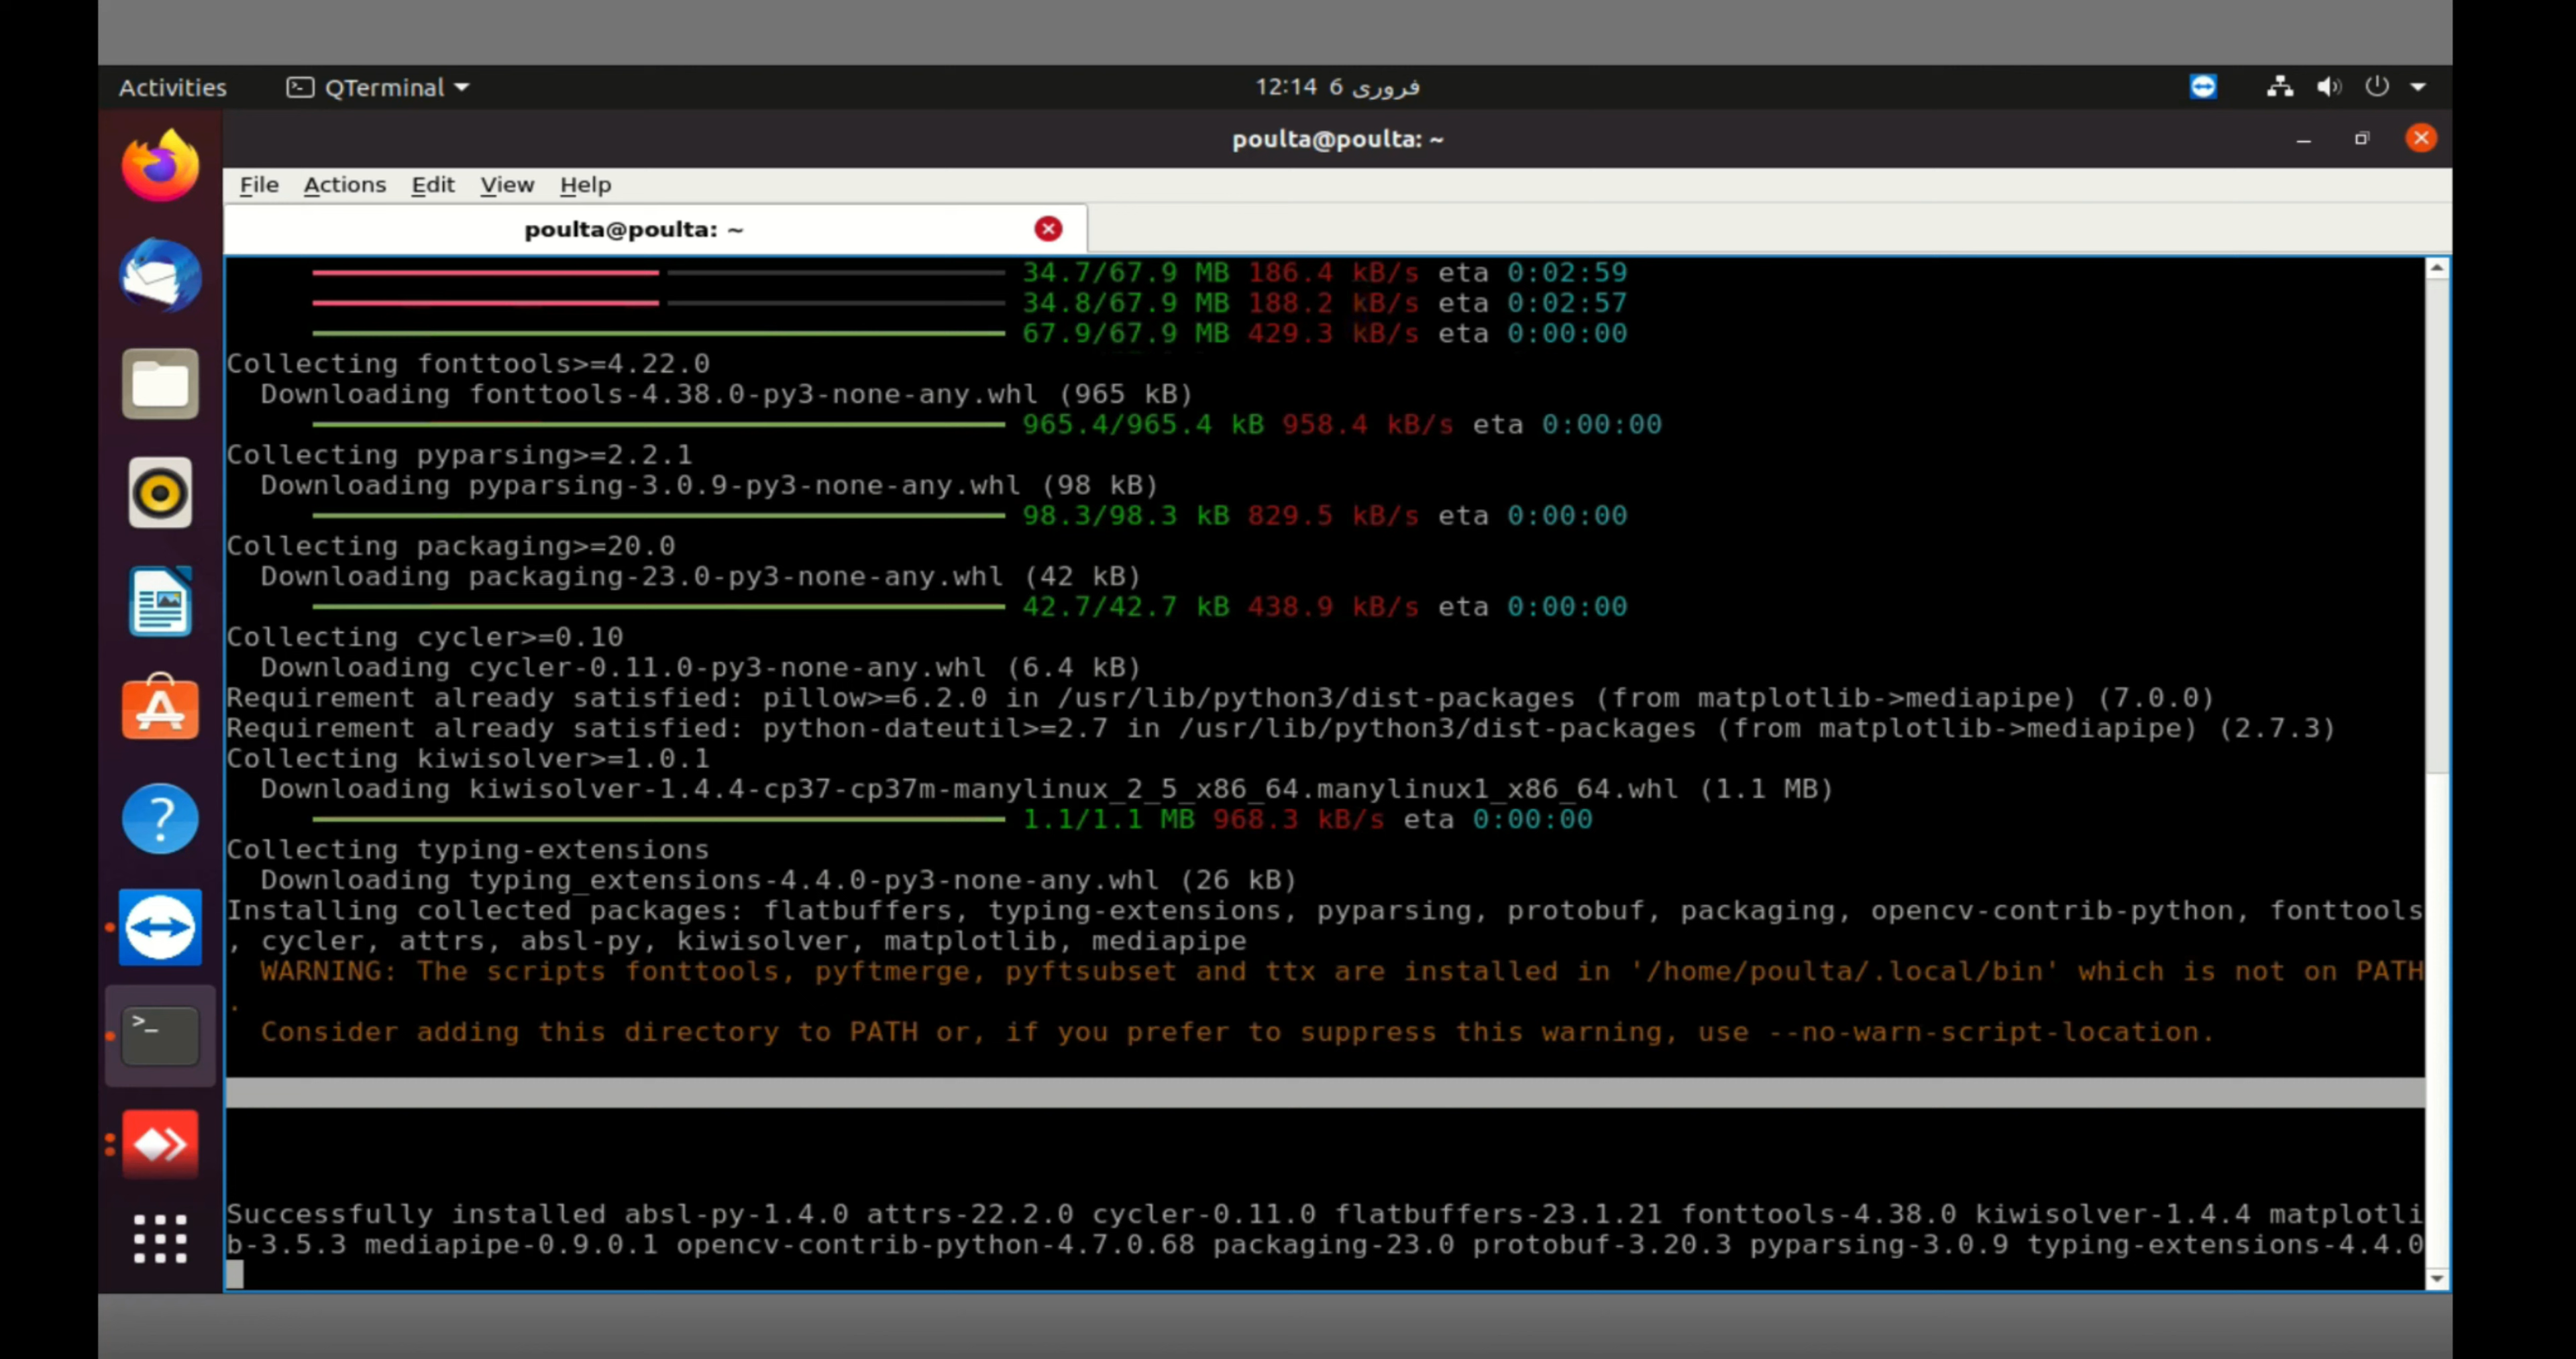 Activities QTerminal 12:14 6 فروری
poulta@poulta: ~
File Actions Edit View Help
poulta@poulta: ~
34.7/67.9 MB 186.4 kB/s eta 0:02:59
34.8/67.9 MB 188.2 kB/s eta 0:02:57
67.9/67.9 MB 429.3 kB/s eta 0:00:00
Collecting fonttools>=4.22.0
Downloading fonttools-4.38.0-py3-none-any.whl (965 kB)
965.4/965.4 kB 958.4 kB/s eta 0:00:00
Collecting pyparsing>=2.2.1
Downloading pyparsing-3.0.9-py3-none-any.whl (98 kB)
98.3/98.3 kB 829.5 kB/s eta 0:00:00
Collecting packaging>=20.0
Downloading packaging-23.0-py3-none-any.whl (42 kB)
42.7/42.7 kB 438.9 kB/s eta 0:00:00
Collecting cycler>=0.10
Downloading cycler-0.11.0-py3-none-any.whl (6.4 kB)
Requirement already satisfied: pillow>=6.2.0 in /usr/lib/python3/dist-packages (from matplotlib->mediapipe) (7.0.0)
Requirement already satisfied: python-dateutil>=2.7 in /usr/lib/python3/dist-packages (from matplotlib->mediapipe) (2.7.3)
Collecting kiwisolver>=1.0.1
Downloading kiwisolver-1.4.4-cp37-cp37m-manylinux_2_5_x86_64.manylinux1_x86_64.whl (1.1 MB)
1.1/1.1 MB 968.3 kB/s eta 0:00:00
Collecting typing-extensions
Downloading typing_extensions-4.4.0-py3-none-any.whl (26 kB)
Installing collected packages: flatbuffers, typing-extensions, pyparsing, protobuf, packaging, opencv-contrib-python, fonttools
, cycler, attrs, absl-py, kiwisolver, matplotlib, mediapipe
WARNING: The scripts fonttools, pyftmerge, pyftsubset and ttx are installed in '/home/poulta/.local/bin' which is not on PATH
.
Consider adding this directory to PATH or, if you prefer to suppress this warning, use --no-warn-script-location.
Successfully installed absl-py-1.4.0 attrs-22.2.0 cycler-0.11.0 flatbuffers-23.1.21 fonttools-4.38.0 kiwisolver-1.4.4 matplotli
b-3.5.3 mediapipe-0.9.0.1 opencv-contrib-python-4.7.0.68 packaging-23.0 protobuf-3.20.3 pyparsing-3.0.9 typing-extensions-4.4.0